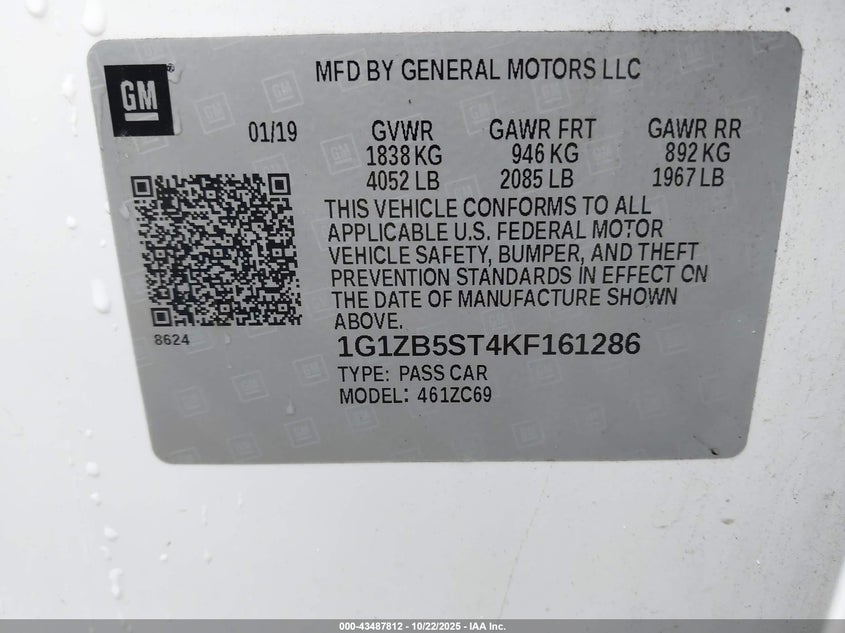 GM
MFD BY GENERAL MOTORS LLC
01/19 GVWR GAWR FRT GAWR RR
1838 KG 946 KG 892 KG
4052 LB 2085 LB 1967 LB
THIS VEHICLE CONFORMS TO ALL
APPLICABLE U.S. FEDERAL MOTOR
VEHICLE SAFETY, BUMPER, AND THEFT
PREVENTION STANDARDS IN EFFECT ON
THE DATE OF MANUFACTURE SHOWN
ABOVE.
8624
1G1ZB5ST4KF161286
TYPE: PASS CAR
MODEL: 461ZC69
000-43487812 - 10/22/2025 - IAA Inc.